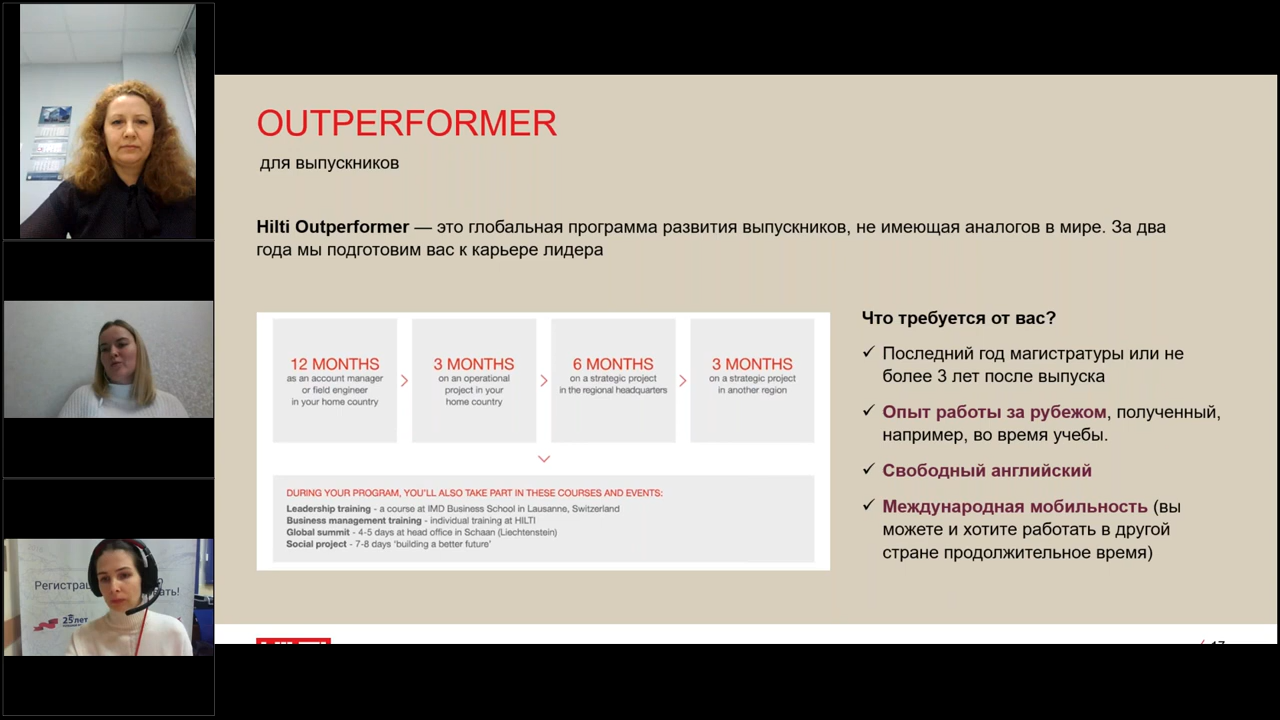 OUTPERFORMER
для выпускников
Hilti Outperformer — это глобальная программа развития выпускников, не имеющая аналогов в мире. За два
года мы подготовим вас к карьере лидера
12 MONTHS
as an account manager
or field engineer
in your home country
3 MONTHS
on an operational
project in your
home country
6 MONTHS
on a strategic project
in the regional headquarters
3 MONTHS
on a strategic project
in another region
DURING YOUR PROGRAM, YOU'LL ALSO TAKE PART IN THESE COURSES AND EVENTS:
Leadership training - a course at IMD Business School in Lausanne, Switzerland
Business management training - individual training at HILTI
Global summit - 4-5 days at head office in Schaan (Liechtenstein)
Social project - 7-8 days 'building a better future'
Что требуется от вас?
✓ Последний год магистратуры или не
более 3 лет после выпуска
✓ Опыт работы за рубежом, полученный,
например, во время учебы.
✓ Свободный английский
✓ Международная мобильность (вы
можете и хотите работать в другой
стране продолжительное время)
25 лет